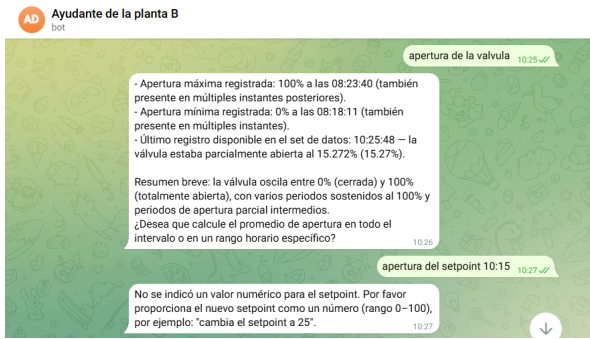 AD
Ayudante de la planta B
bot
apertura de la valvula 10:25
- Apertura máxima registrada: 100% a las 08:23:40 (también
presente en múltiples instantes posteriores).
- Apertura mínima registrada: 0% a las 08:18:11 (también
presente en múltiples instantes).
- Último registro disponible en el set de datos: 10:25:48 — la
válvula estaba parcialmente abierta al 15.272% (15.27%).
Resumen breve: la válvula oscila entre 0% (cerrada) y 100%
(totalmente abierta), con varios periodos sostenidos al 100% y
periodos de apertura parcial intermedios.
¿Desea que calcule el promedio de apertura en todo el
intervalo o en un rango horario específico? 10:26
apertura del setpoint 10:15 10:27
No se indicó un valor numérico para el setpoint. Por favor
proporciona el nuevo setpoint como un número (rango 0–100),
por ejemplo: "cambia el setpoint a 25". 10:27